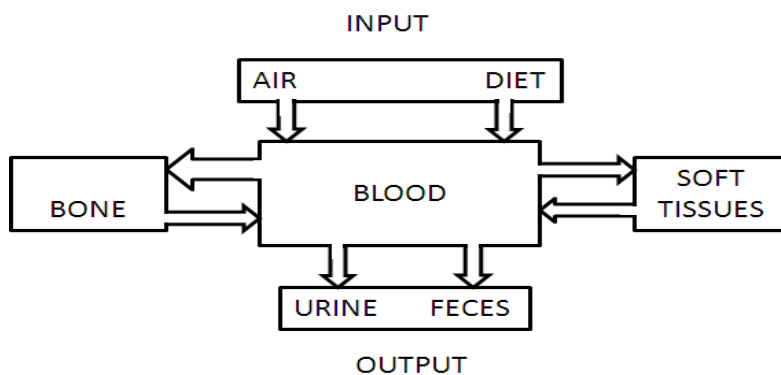 INPUT
AIR DIET
BLOOD
BONE
SOFT
TISSUES
URINE FECES
OUTPUT